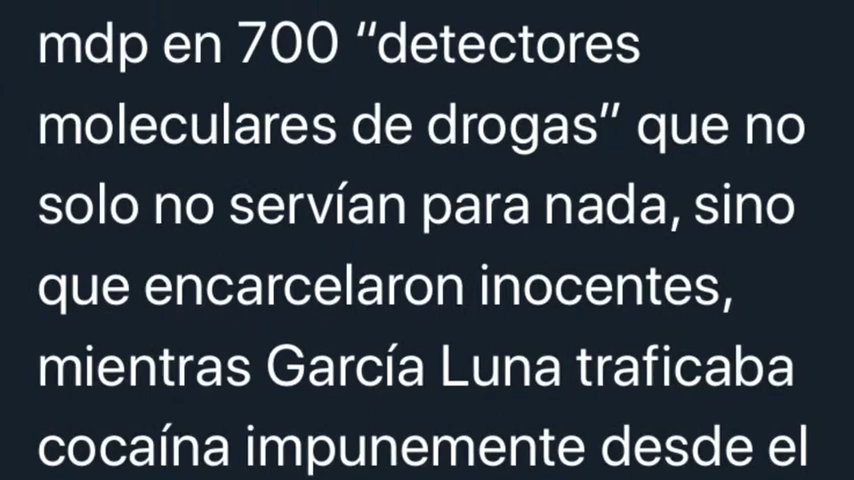 mdp en 700 “detectores
moleculares de drogas” que no
solo no servían para nada, sino
que encarcelaron inocentes,
mientras García Luna traficaba
cocaína impunemente desde el